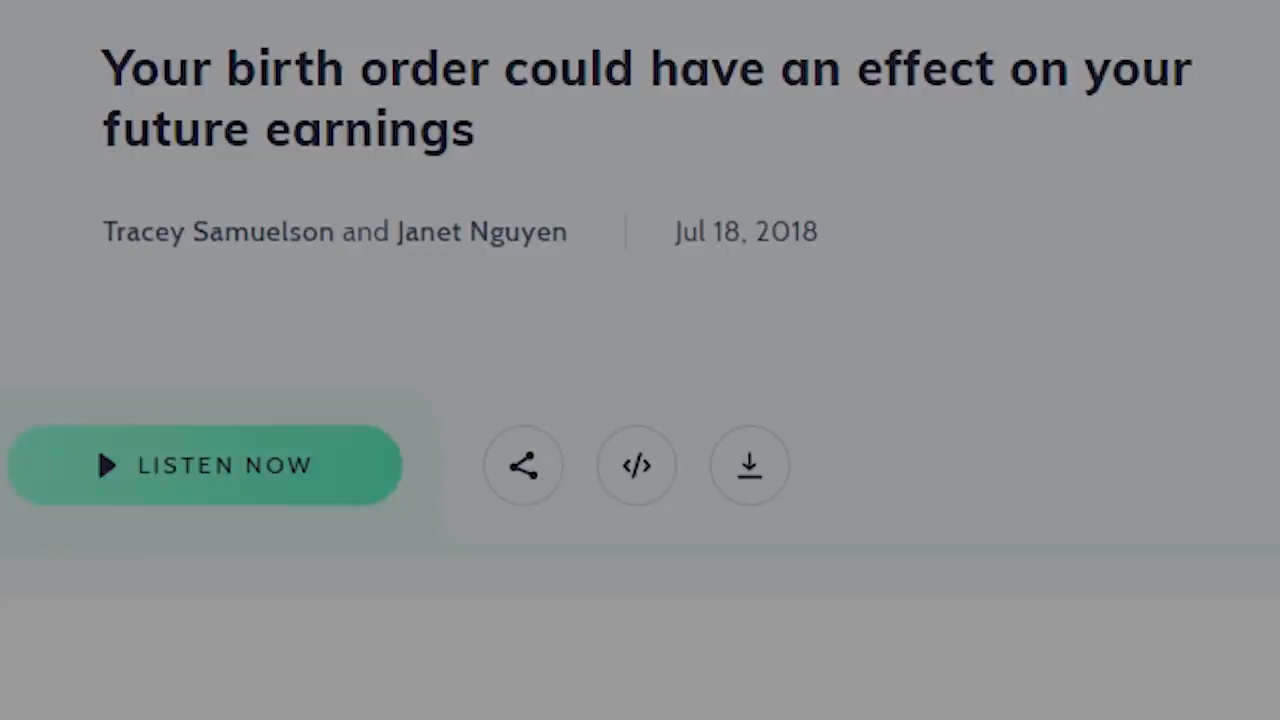 Your birth order could have an effect on your
future earnings
Tracey Samuelson and Janet Nguyen
Jul 18, 2018
LISTEN NOW